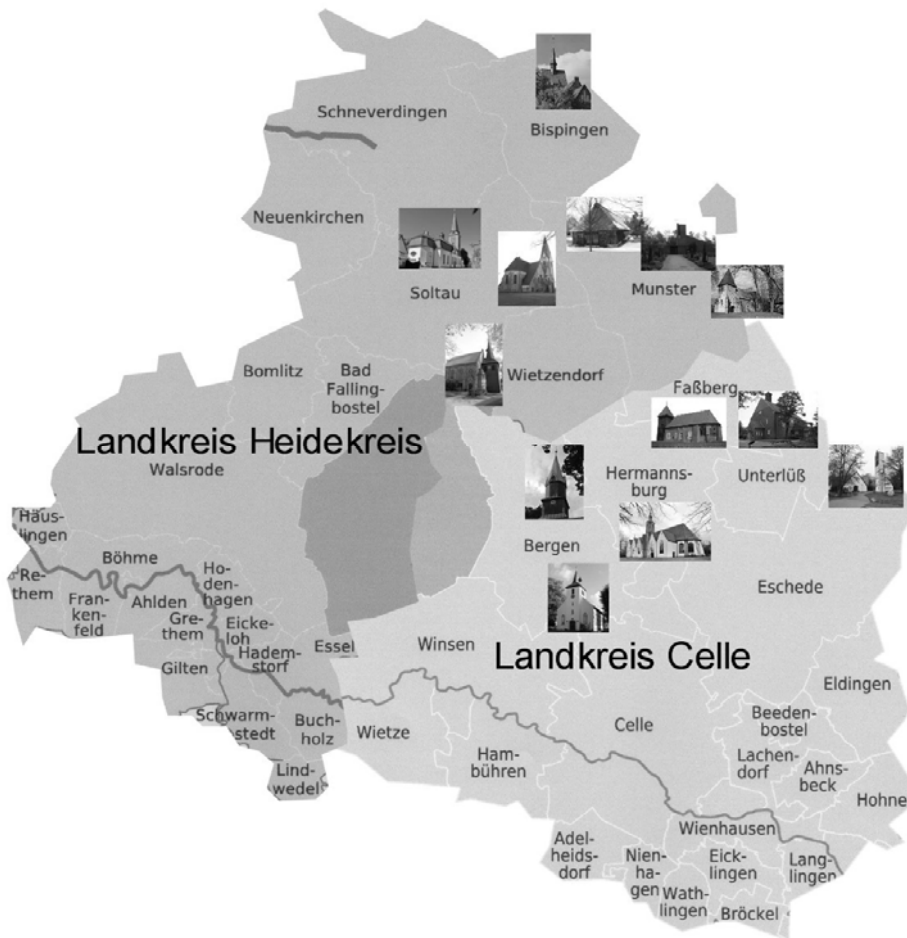 Schneverdingen
Bispingen
Neuenkirchen
Soltau
Munster
Bomlitz
Bad
Falling-
bostel
Wietzendorf
Faßberg
Landkreis Heidekreis
Walsrode
Hermanns-
burg
Unterlüß
Bergen
Häus-
lingen
Böhme
Ho-
den-
hagen
Re-
them
Fran-
ken-
feld
Ahlden
Gre-
them
Eicke-
loh
Hadem-
storf
Essel
Eschede
Winsen
Landkreis Celle
Gilten
Eldingen
Schwarm-
stedt
Buch-
holz
Wietze
Celle
Beeden-
bostel
Ham-
bühren
Lachen-
dorf
Ahns-
beck
Lind-
wedel
Hohne
Wienhausen
Adel-
heids-
dorf
Nien-
ha-
gen
Eick-
lingen
Lang-
lingen
Wath-
lingen
Bröckel